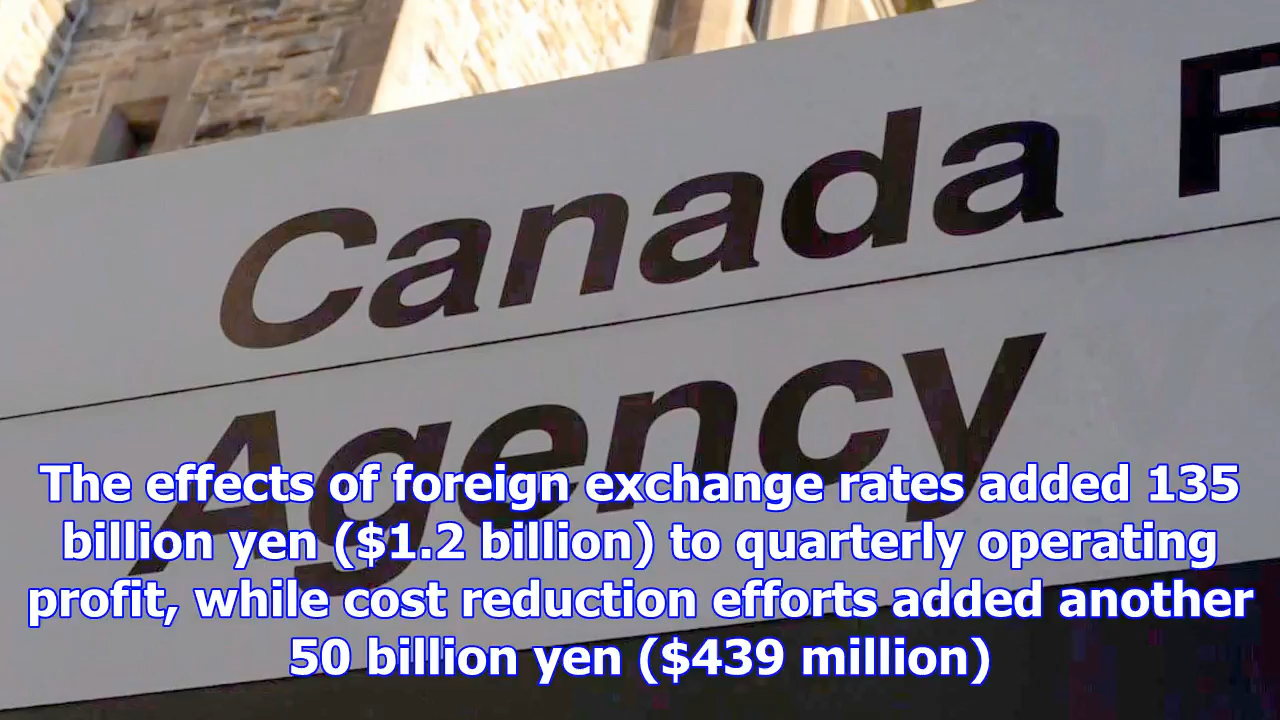 Canada R
Agency
The effects of foreign exchange rates added 135
billion yen ($1.2 billion) to quarterly operating
profit, while cost reduction efforts added another
50 billion yen ($439 million)